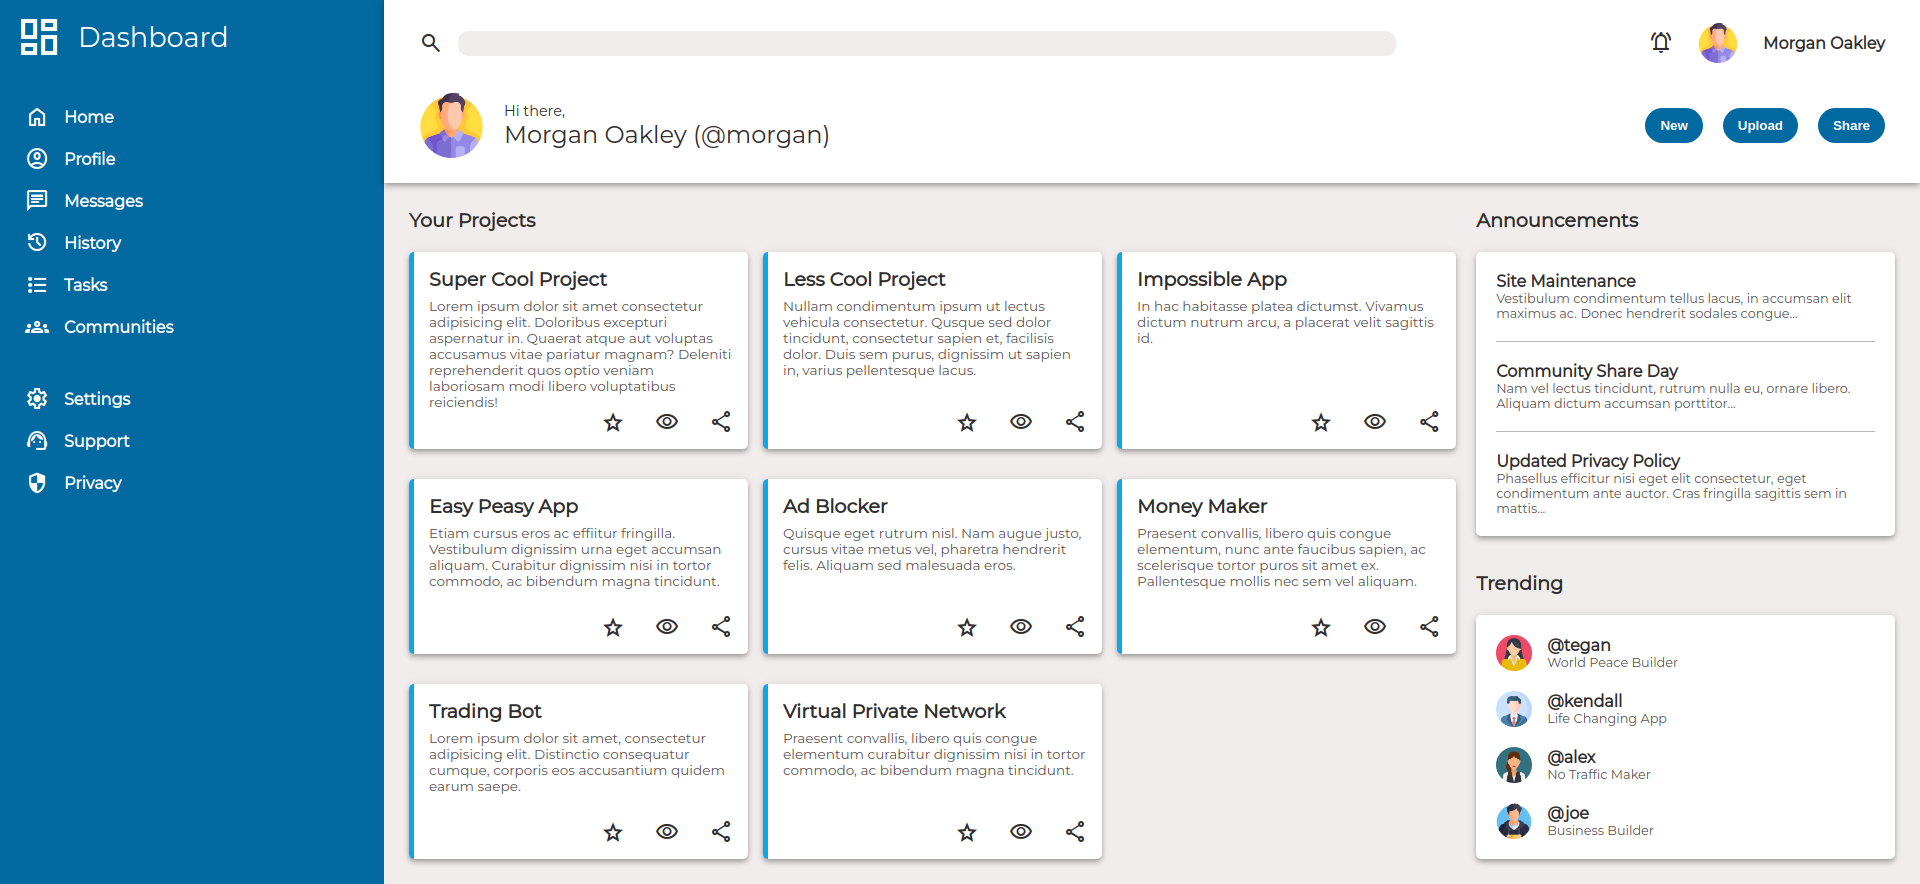 Dashboard
Home
Profile
Messages
History
Tasks
Communities
Settings
Support
Privacy
Morgan Oakley
Hi there,
Morgan Oakley (@morgan)
New
Upload
Share
Your Projects
Super Cool Project
Lorem ipsum dolor sit amet consectetur
adipisicing elit. Doloribus excepturi
aspernatur in. Quaerat atque aut voluptas
accusamus vitae pariatur magnam? Deleniti
reprehenderit quos optio veniam
laboriosam modi libero voluptatibus
reiciendis!
Less Cool Project
Nullam condimentum ipsum ut lectus
vehicula consectetur. Qusque sed dolor
tincidunt, consectetur sapien et, facilisis
dolor. Duis sem purus, dignissim ut sapien
in, varius pellentesque lacus.
Impossible App
In hac habitasse platea dictumst. Vivamus
dictum nutrum arcu, a placerat velit sagittis
id.
Easy Peasy App
Etiam cursus eros ac effiitur fringilla.
Vestibulum dignissim urna eget accumsan
aliquam. Curabitur dignissim nisi in tortor
commodo, ac bibendum magna tincidunt.
Ad Blocker
Quisque eget rutrum nisl. Nam augue justo,
cursus vitae metus vel, pharetra hendrerit
felis. Aliquam sed malesuada eros.
Money Maker
Praesent convallis, libero quis congue
elementum, nunc ante faucibus sapien, ac
scelerisque tortor puros sit amet ex.
Pallentesque mollis nec sem vel aliquam.
Trading Bot
Lorem ipsum dolor sit amet, consectetur
adipisicing elit. Distinctio consequatur
cumque, corporis eos accusantium quidem
earum saepe.
Virtual Private Network
Praesent convallis, libero quis congue
elementum curabitur dignissim nisi in tortor
commodo, ac bibendum magna tincidunt.
Announcements
Site Maintenance
Vestibulum condimentum tellus lacus, in accumsan elit
maximus ac. Donec hendrerit sodales congue...
Community Share Day
Nam vel lectus tincidunt, rutrum nulla eu, ornare libero.
Aliquam dictum accumsan porttitor...
Updated Privacy Policy
Phasellus efficitur nisi eget elit consectetur, eget
condimentum ante auctor. Cras fringilla sagittis sem in
mattis...
Trending
@tegan
World Peace Builder
@kendall
Life Changing App
@alex
No Traffic Maker
@joe
Business Builder